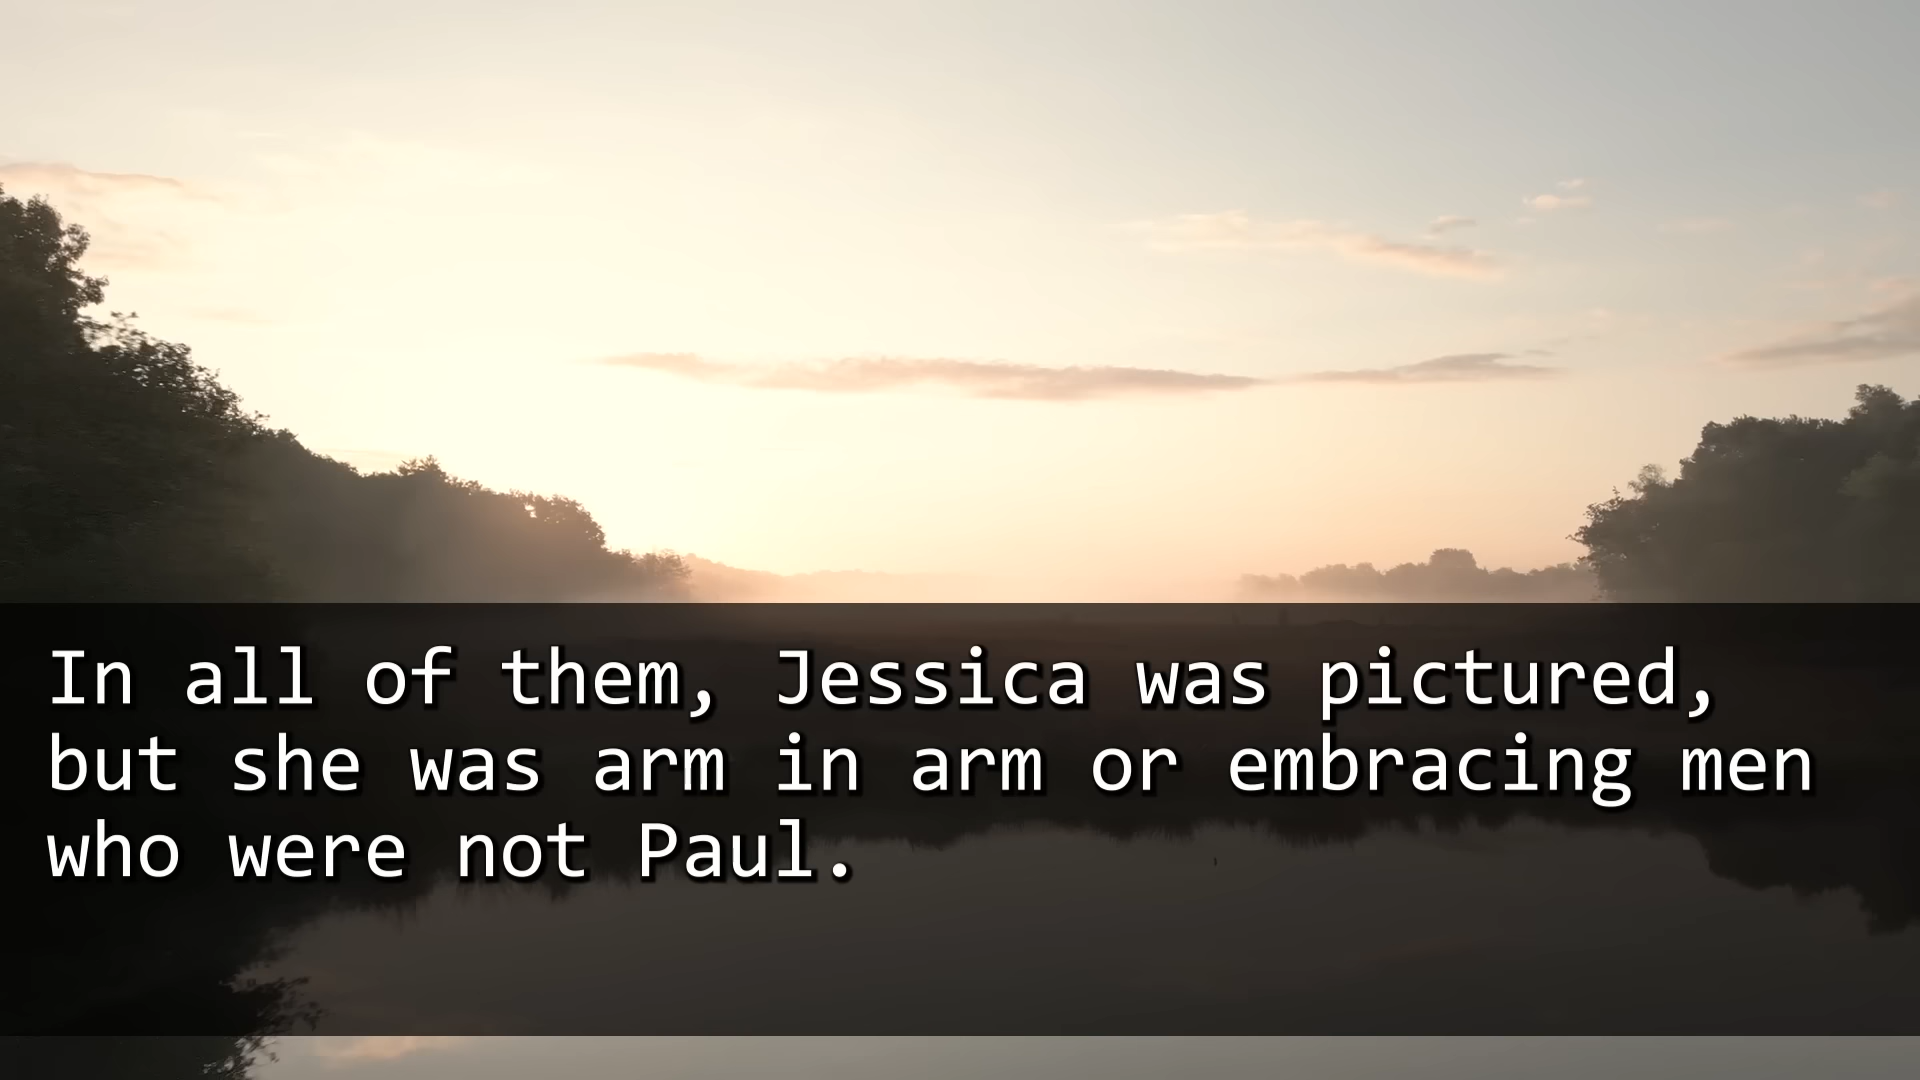 In all of them, Jessica was pictured,
but she was arm in arm or embracing men
who were not Paul.